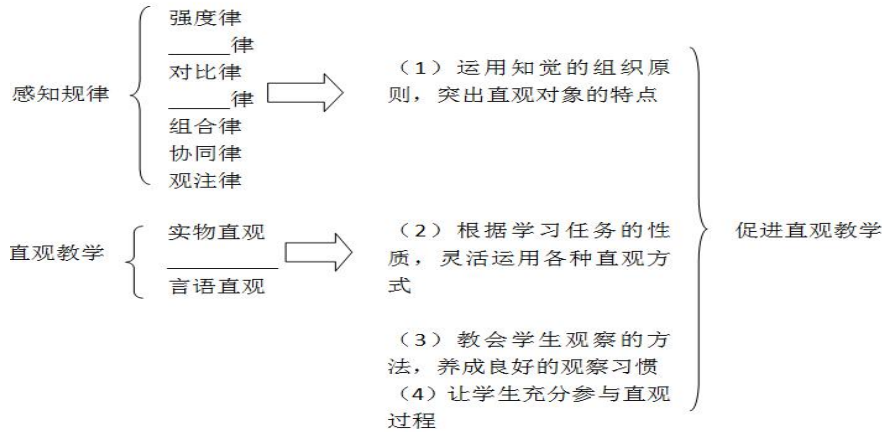 强度律
______律
对比律
______律
组合律
协同律
观注律
感知规律
（1）运用知觉的组织原
则，突出直观对象的特点
实物直观
___________
言语直观
直观教学
（2）根据学习任务的性
质，灵活运用各种直观方
式
（3）教会学生观察的方
法，养成良好的观察习惯
（4）让学生充分参与直观
过程
促进直观教学